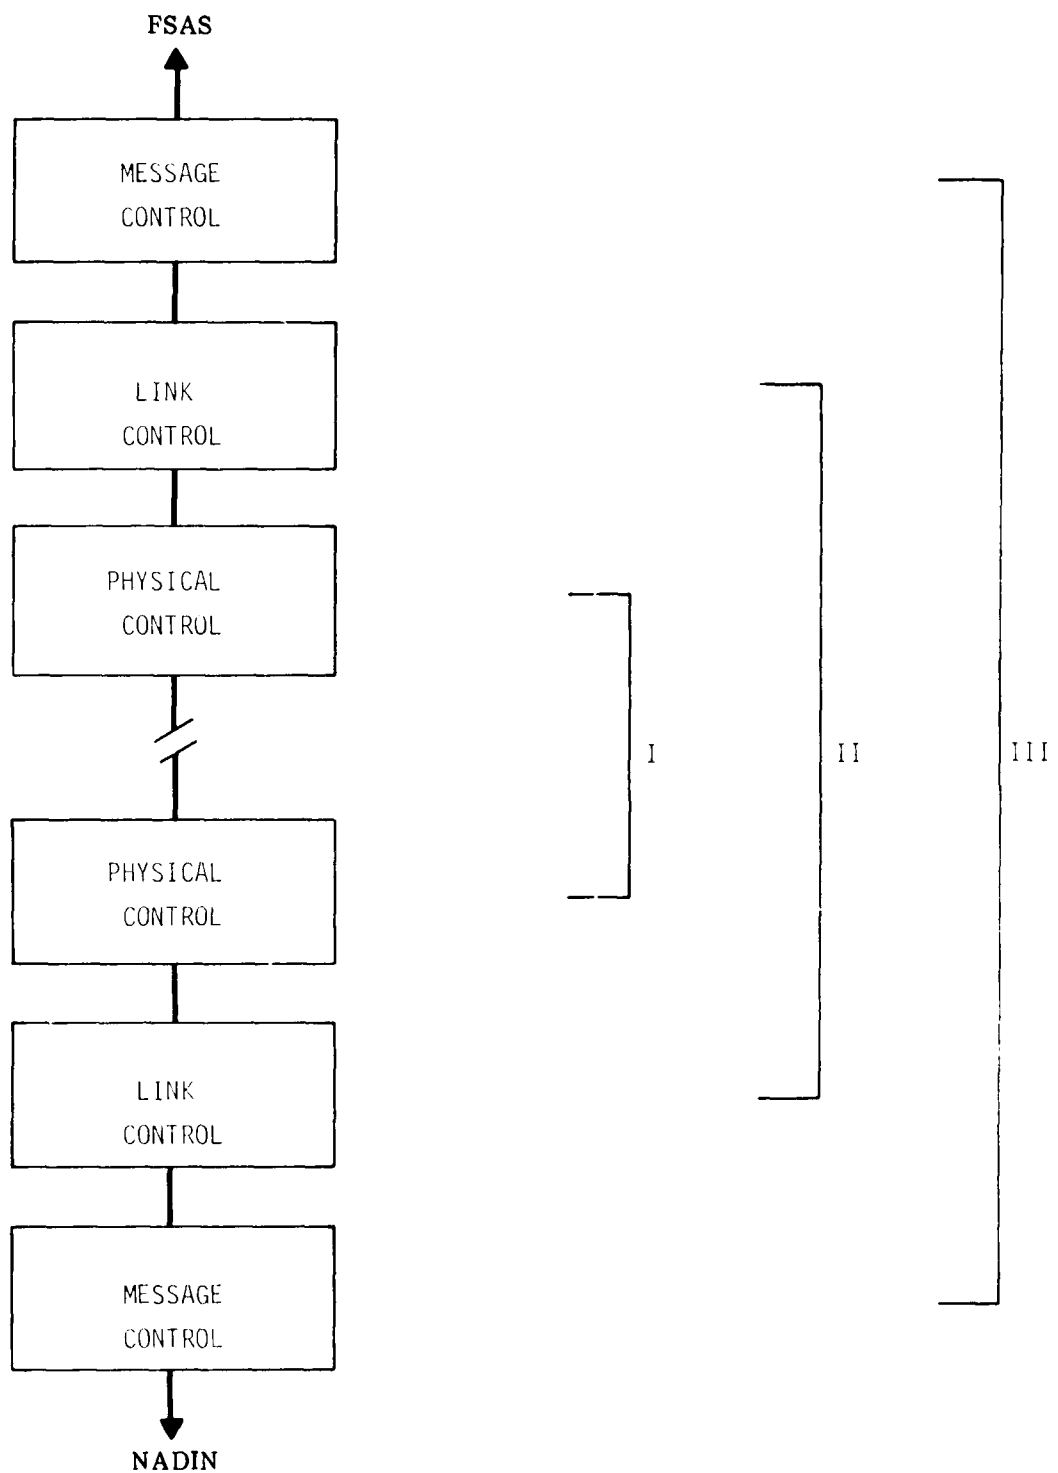 FSAS
MESSAGE
CONTROL
LINK
CONTROL
PHYSICAL
CONTROL
I
II
III
PHYSICAL
CONTROL
LINK
CONTROL
MESSAGE
CONTROL
NADIN